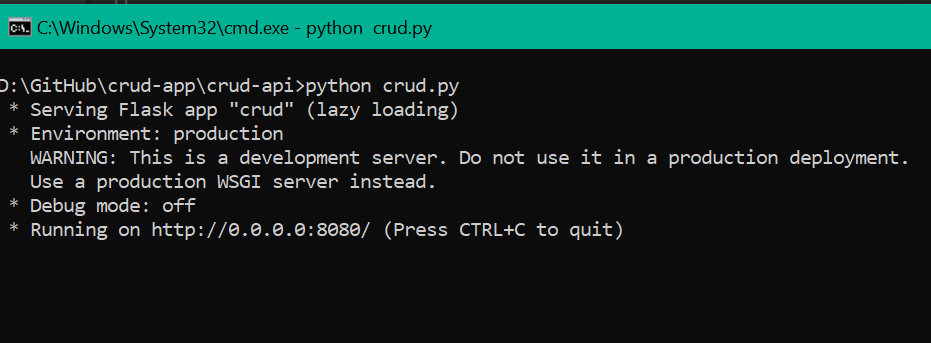 C:\Windows\System32\cmd.exe - python  crud.py
D:\GitHub\crud-app\crud-api>python crud.py
 * Serving Flask app "crud" (lazy loading)
 * Environment: production
   WARNING: This is a development server. Do not use it in a production deployment.
   Use a production WSGI server instead.
 * Debug mode: off
 * Running on http://0.0.0.0:8080/ (Press CTRL+C to quit)